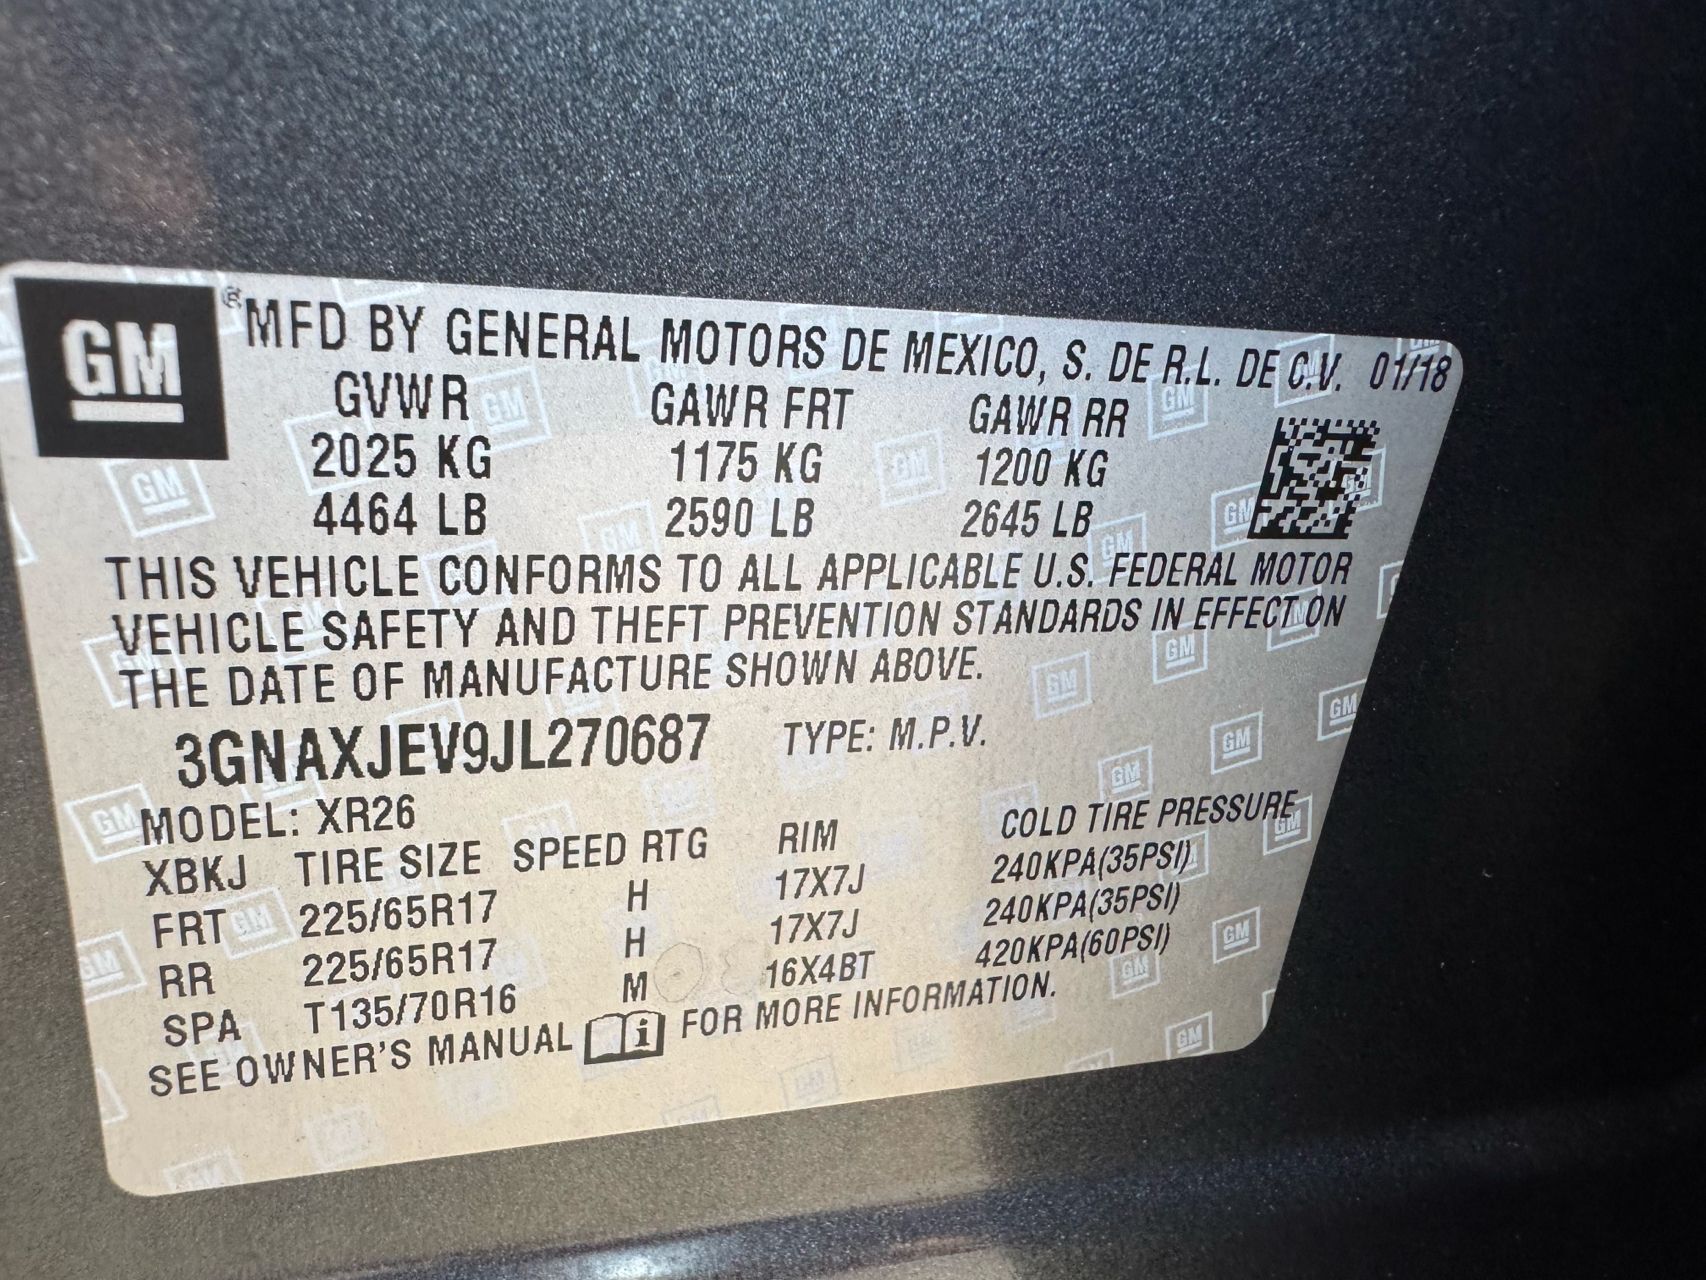 GM
® MFD BY GENERAL MOTORS DE MEXICO, S. DE R.L. DE C.V. 01/18
GVWR GAWR FRT GAWR RR
2025 KG 1175 KG 1200 KG
4464 LB 2590 LB 2645 LB
THIS VEHICLE CONFORMS TO ALL APPLICABLE U.S. FEDERAL MOTOR
VEHICLE SAFETY AND THEFT PREVENTION STANDARDS IN EFFECT ON
THE DATE OF MANUFACTURE SHOWN ABOVE.
3GNAXJEV9JL270687 TYPE: M.P.V.
MODEL: XR26
XBKJ TIRE SIZE SPEED RTG RIM COLD TIRE PRESSURE
FRT 225/65R17 H 17X7J 240KPA(35PSI)
RR 225/65R17 H 17X7J 240KPA(35PSI)
SPA T135/70R16 M 16X4BT 420KPA(60PSI)
SEE OWNER'S MANUAL i FOR MORE INFORMATION.